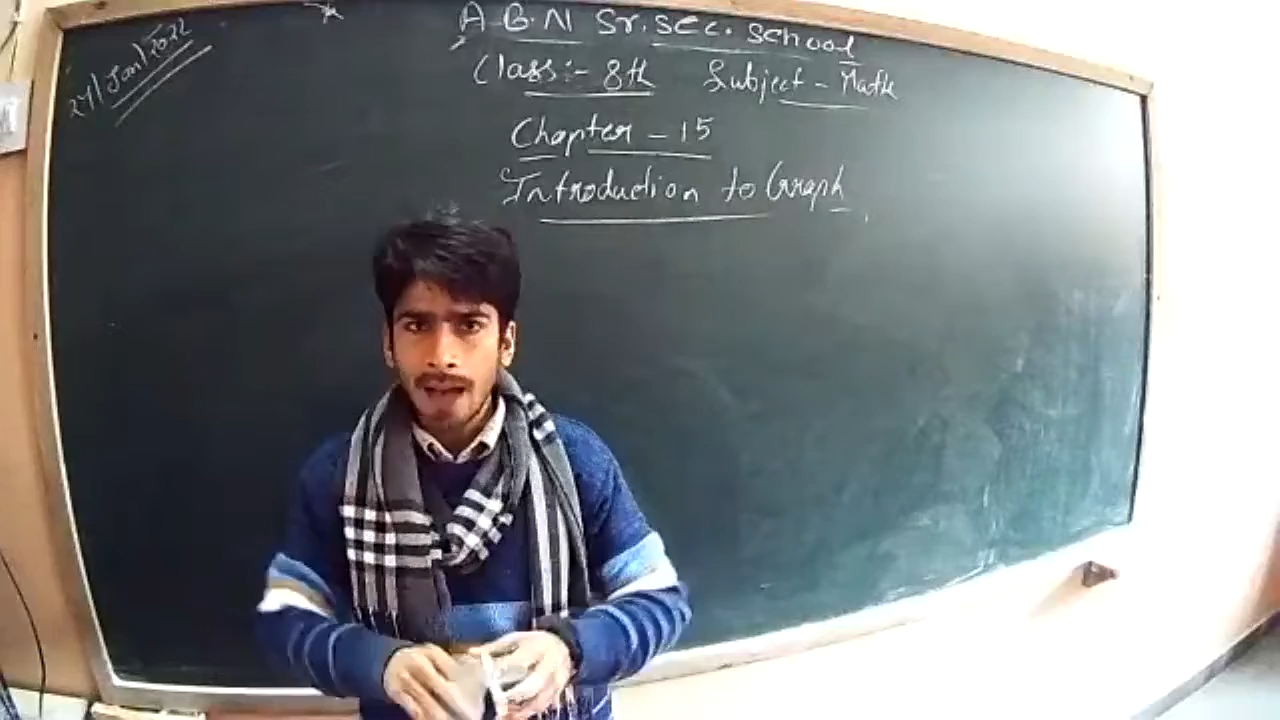 24/Jan/2022
A.B.N Sr. Sec. School
Class:- 8th Subject - Math
Chapter - 15
Introduction to Graph